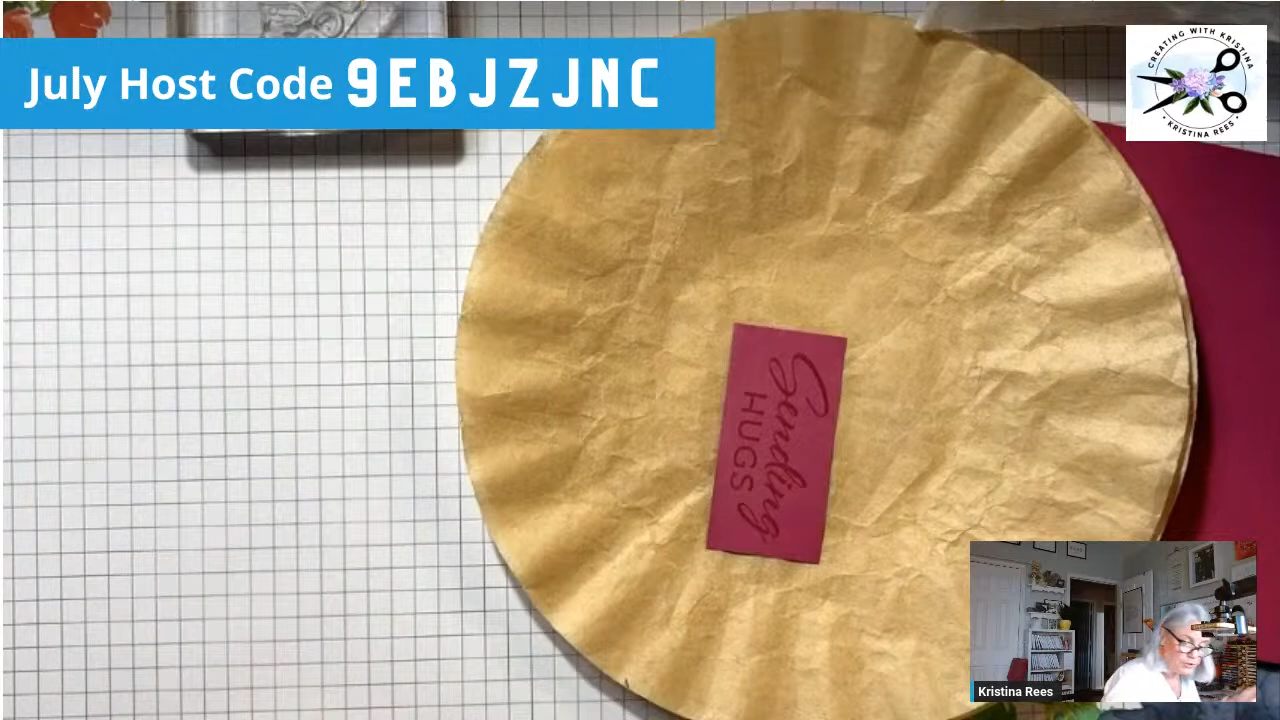 July Host Code 9EBJZJNC
CREATING WITH KRISTINA
• KRISTINA REES •
Sending
HUGS
Kristina Rees